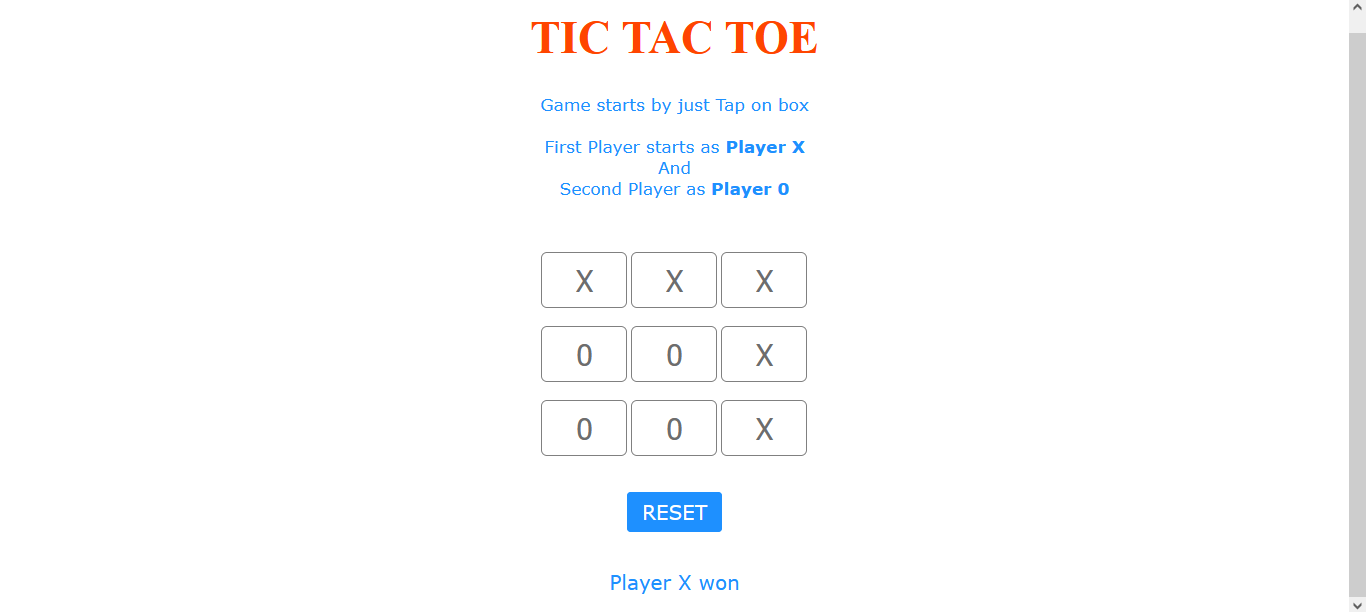 TIC TAC TOE
Game starts by just Tap on box
First Player starts as Player X
And
Second Player as Player 0
X X X
0 0 X
0 0 X
RESET
Player X won